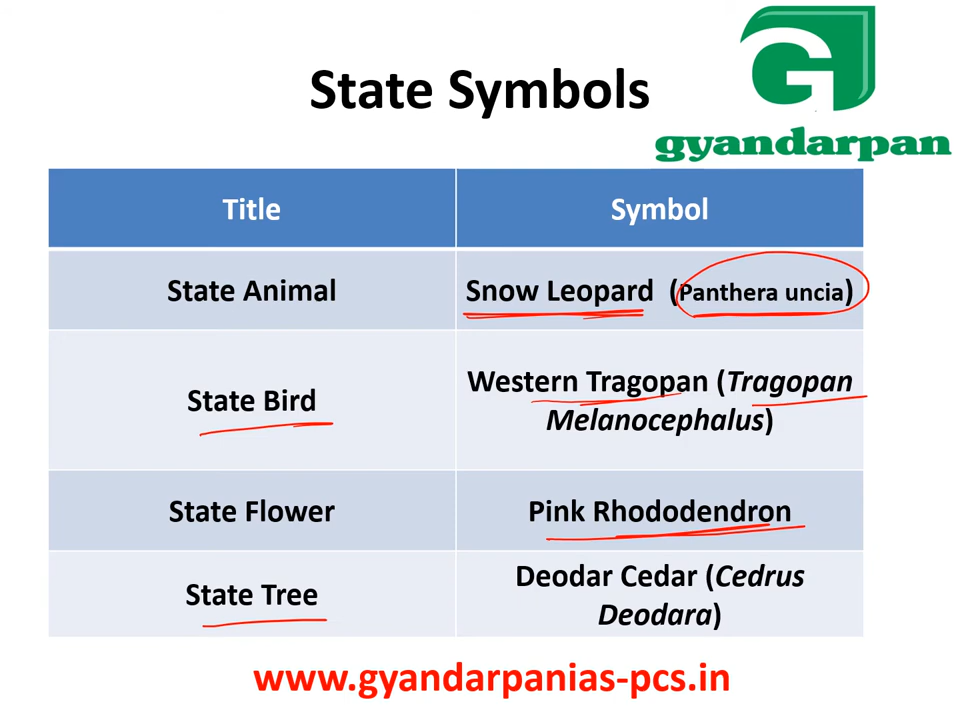 State Symbols
gyandarpan
Title Symbol
State Animal Snow Leopard (Panthera uncia)
State Bird Western Tragopan (Tragopan
Melanocephalus)
State Flower Pink Rhododendron
State Tree Deodar Cedar (Cedrus
Deodara)
www.gyandarpanias-pcs.in